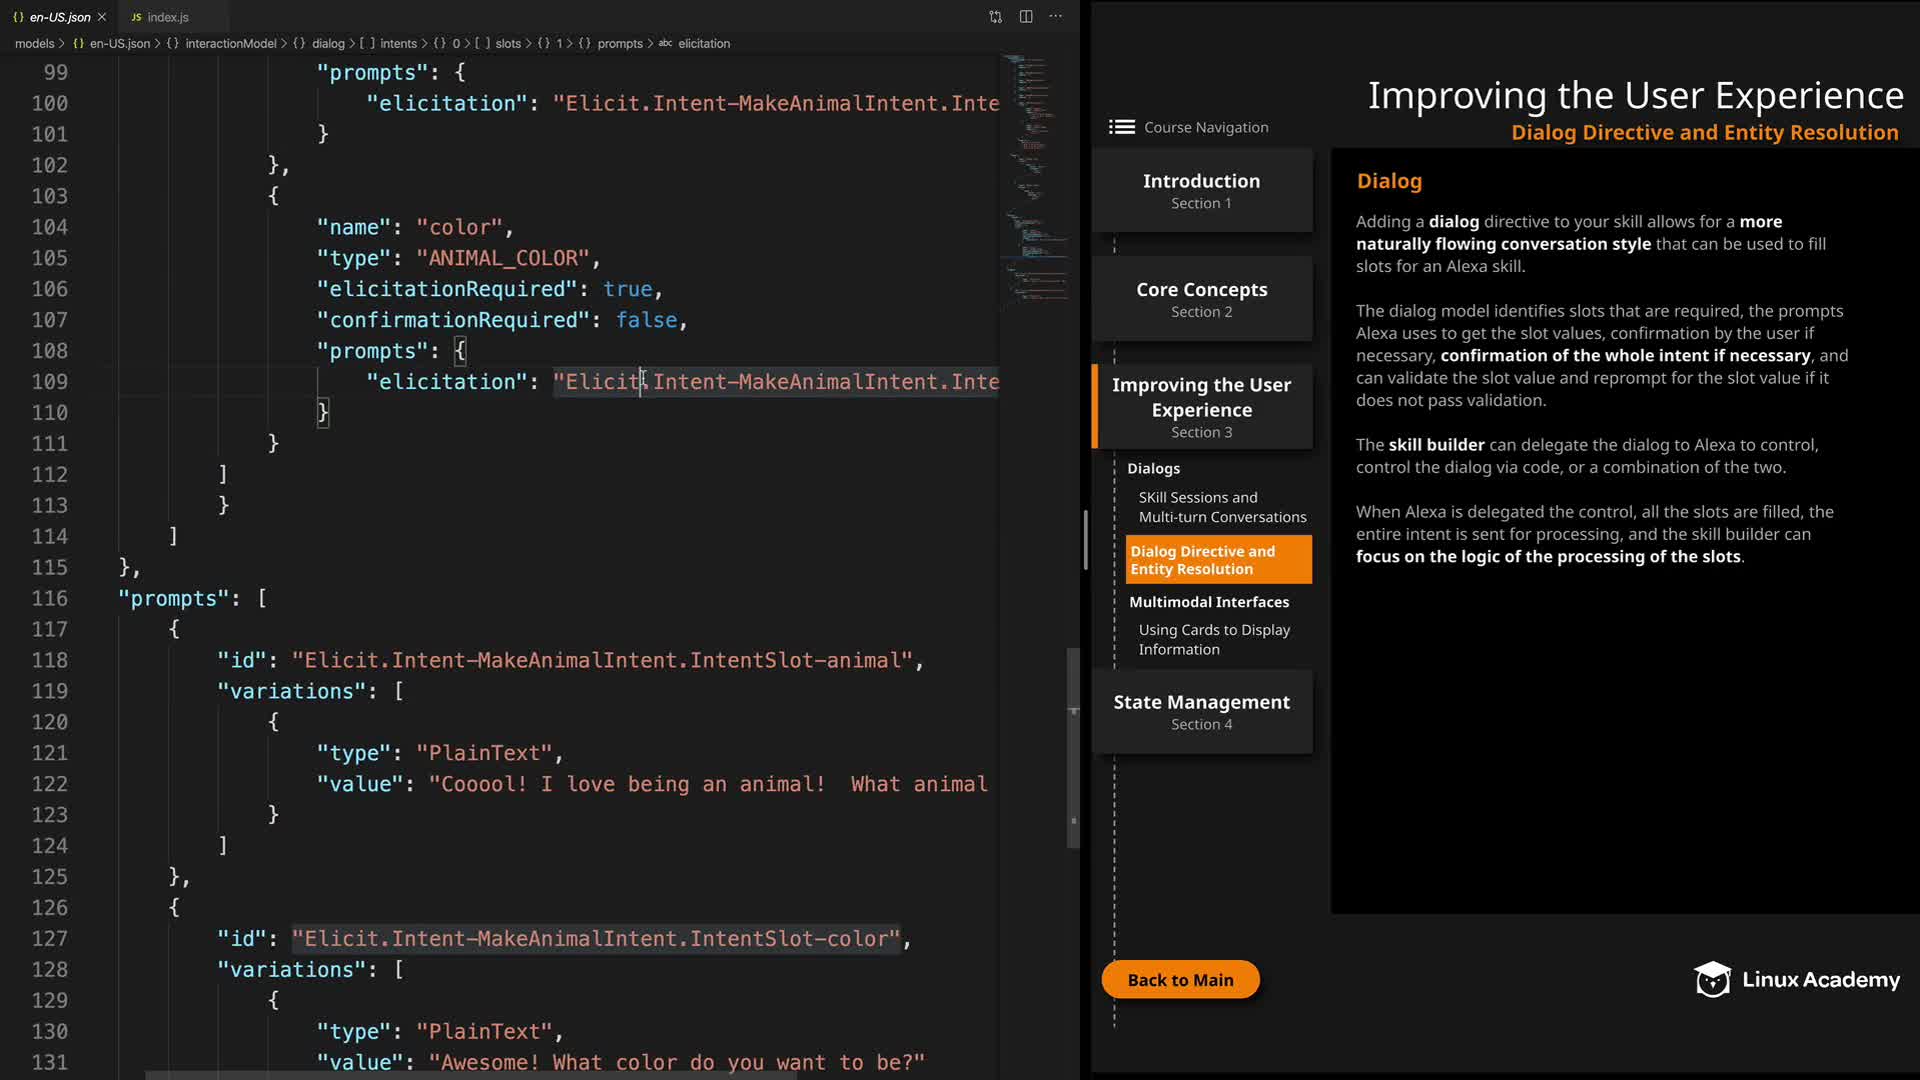 {} en-US.json ×
JS index.js
models > {} en-US.json > {} interactionModel > {} dialog > [ ] intents > {} 0 > [ ] slots > {} 1 > {} prompts > abc elicitation
99 "prompts": {
100 "elicitation": "Elicit.Intent-MakeAnimalIntent.Inte
101 }
102 },
103 {
104 "name": "color",
105 "type": "ANIMAL_COLOR",
106 "elicitationRequired": true,
107 "confirmationRequired": false,
108 "prompts": {
109 "elicitation": "Elicit.Intent-MakeAnimalIntent.Inte
110 }
111 }
112 ]
113 }
114 ]
115 },
116 "prompts": [
117 {
118 "id": "Elicit.Intent-MakeAnimalIntent.IntentSlot-animal",
119 "variations": [
120 {
121 "type": "PlainText",
122 "value": "Cooool! I love being an animal!  What animal
123 }
124 ]
125 },
126 {
127 "id": "Elicit.Intent-MakeAnimalIntent.IntentSlot-color",
128 "variations": [
129 {
130 "type": "PlainText",
131 "value": "Awesome! What color do you want to be?"
Improving the User Experience
Dialog Directive and Entity Resolution
Course Navigation
Introduction
Section 1
Core Concepts
Section 2
Improving the User
Experience
Section 3
Dialogs
SKill Sessions and
Multi-turn Conversations
Dialog Directive and
Entity Resolution
Multimodal Interfaces
Using Cards to Display
Information
State Management
Section 4
Back to Main
Dialog
Adding a dialog directive to your skill allows for a more
naturally flowing conversation style that can be used to fill
slots for an Alexa skill.
The dialog model identifies slots that are required, the prompts
Alexa uses to get the slot values, confirmation by the user if
necessary, confirmation of the whole intent if necessary, and
can validate the slot value and reprompt for the slot value if it
does not pass validation.
The skill builder can delegate the dialog to Alexa to control,
control the dialog via code, or a combination of the two.
When Alexa is delegated the control, all the slots are filled, the
entire intent is sent for processing, and the skill builder can
focus on the logic of the processing of the slots.
Linux Academy